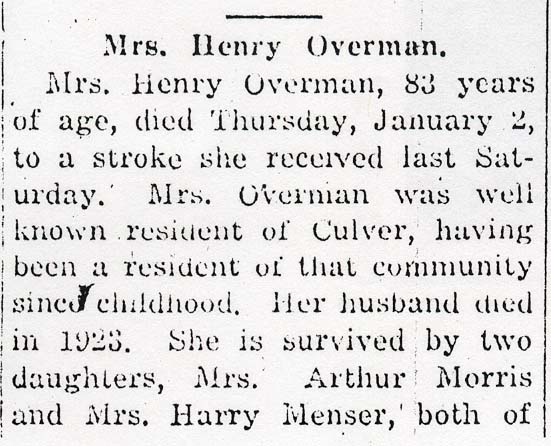 Mrs. Henry Overman.
Mrs. Henry Overman, 83 years
of age, died Thursday, January 2,
to a stroke she received last Sat-
urday. Mrs. Overman was well
known resident of Culver, having
been a resident of that community
since childhood. Her husband died
in 1923. She is survived by two
daughters, Mrs. Arthur Morris
and Mrs. Harry Menser, both of